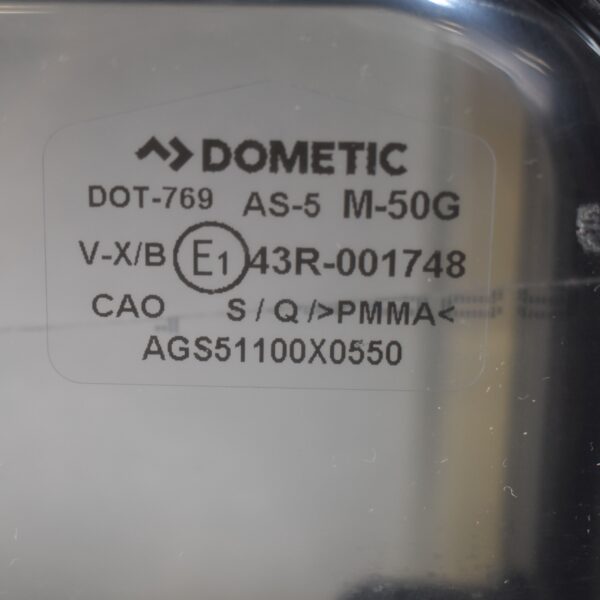 DOMETIC
DOT-769 AS-5 M-50G
V-X/B E1 43R-001748
CAO S / Q />PMMA<
AGS51100X0550